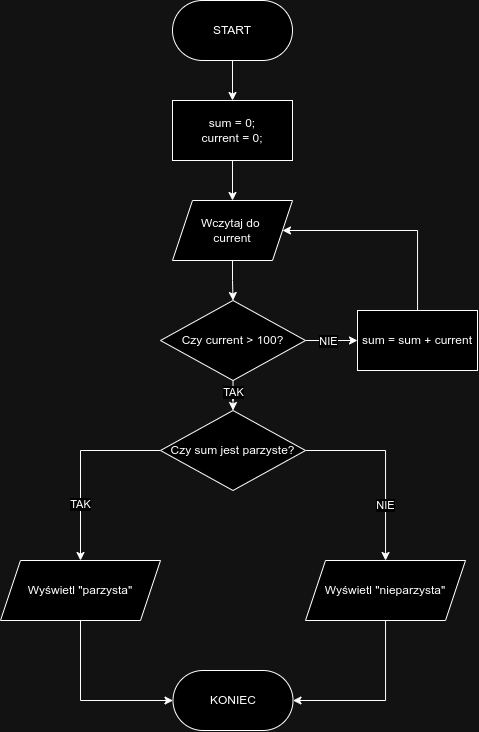 START
sum = 0;
current = 0;
Wczytaj do
current
Czy current > 100?
NIE
sum = sum + current
TAK
Czy sum jest parzyste?
TAK
NIE
Wyświetl "parzysta"
Wyświetl "nieparzysta"
KONIEC